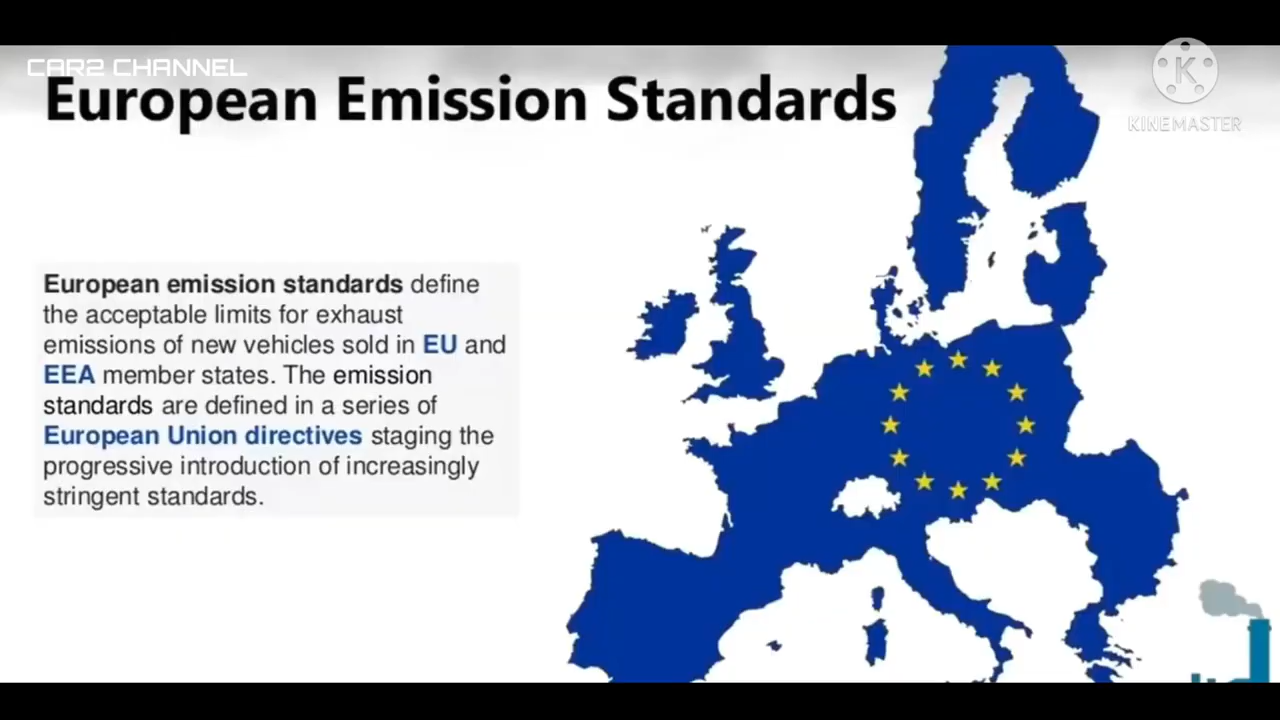 CAR2 CHANNEL
European Emission Standards
K
KINEMASTER
European emission standards define
the acceptable limits for exhaust
emissions of new vehicles sold in EU and
EEA member states. The emission
standards are defined in a series of
European Union directives staging the
progressive introduction of increasingly
stringent standards.